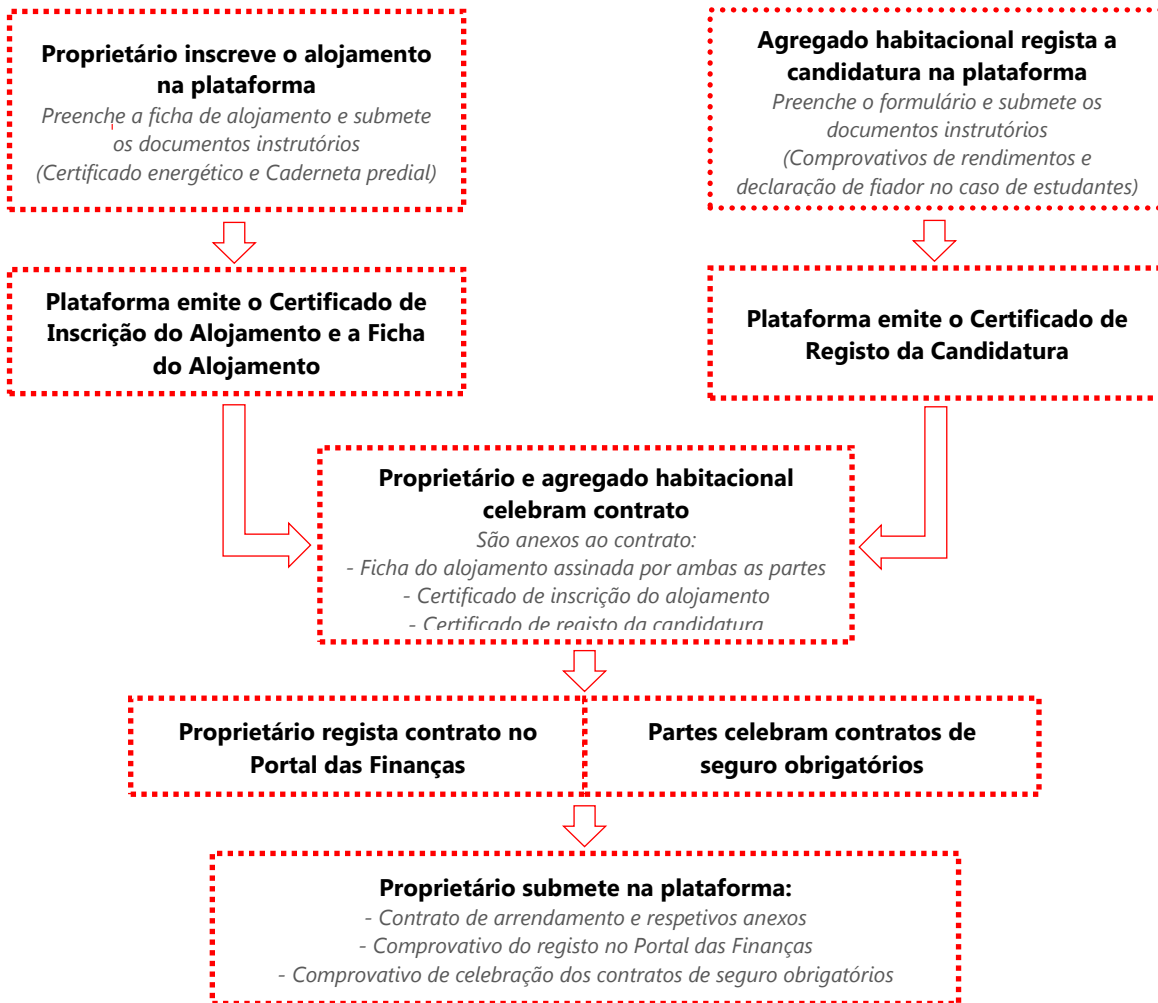 Proprietário inscreve o alojamento
na plataforma
Preenche a ficha de alojamento e submete
os documentos instrutórios
(Certificado energético e Caderneta predial)
Agregado habitacional regista a
candidatura na plataforma
Preenche o formulário e submete os
documentos instrutórios
(Comprovativos de rendimentos e
declaração de fiador no caso de estudantes)
Plataforma emite o Certificado de
Inscrição do Alojamento e a Ficha
do Alojamento
Plataforma emite o Certificado de
Registo da Candidatura
Proprietário e agregado habitacional
celebram contrato
São anexos ao contrato:
- Ficha do alojamento assinada por ambas as partes
- Certificado de inscrição do alojamento
- Certificado de registo da candidatura
Proprietário regista contrato no
Portal das Finanças
Partes celebram contratos de
seguro obrigatórios
Proprietário submete na plataforma:
- Contrato de arrendamento e respetivos anexos
- Comprovativo do registo no Portal das Finanças
- Comprovativo de celebração dos contratos de seguro obrigatórios